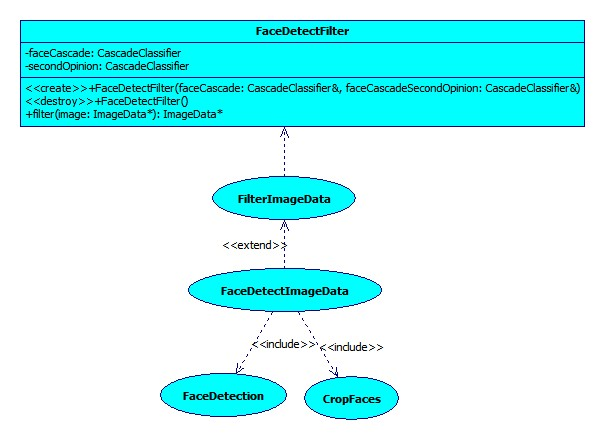 FaceDetectFilter
-faceCascade: CascadeClassifier
-secondOpinion: CascadeClassifier
<<create>>+FaceDetectFilter(faceCascade: CascadeClassifier&, faceCascadeSecondOpinion: CascadeClassifier&)
<<destroy>>+FaceDetectFilter()
+filter(image: ImageData*): ImageData*
FilterImageData
<<extend>>
FaceDetectImageData
<<include>>
<<include>>
FaceDetection
CropFaces